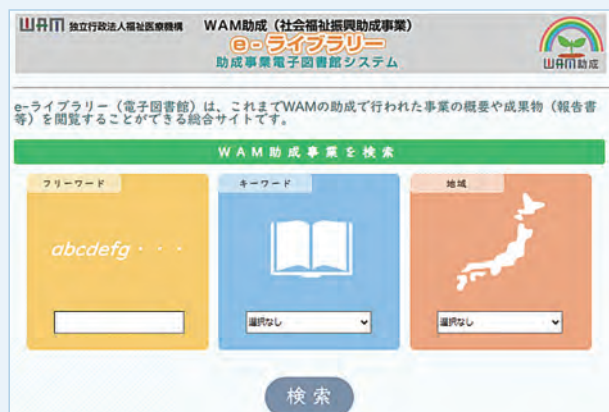 WAM 独立行政法人福祉医療機構 WAM助成（社会福祉振興助成事業）
e-ライブラリー
助成事業電子図書館システム
WAM助成
e-ライブラリー（電子図書館）は、これまでWAMの助成で行われた事業の概要や成果物（報告書
等）を閲覧することができる総合サイトです。
WAM助成事業を検索
フリーワード
abcdefg・・・
キーワード
選択なし
地域
選択なし
検索